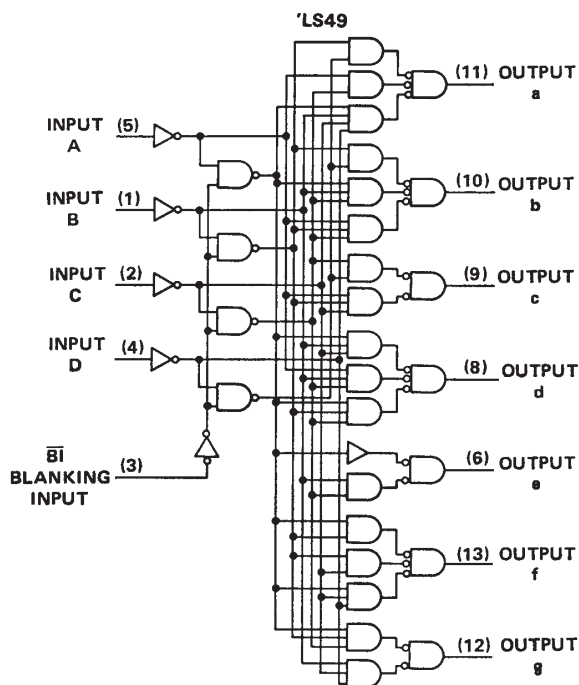 'LS49
(11) OUTPUT
a
INPUT (5)
A
(10) OUTPUT
b
INPUT (1)
B
(9) OUTPUT
c
INPUT (2)
C
INPUT (4)
D
(8) OUTPUT
d
B̅I̅
BLANKING (3)
INPUT
(6) OUTPUT
e
(13) OUTPUT
f
(12) OUTPUT
g